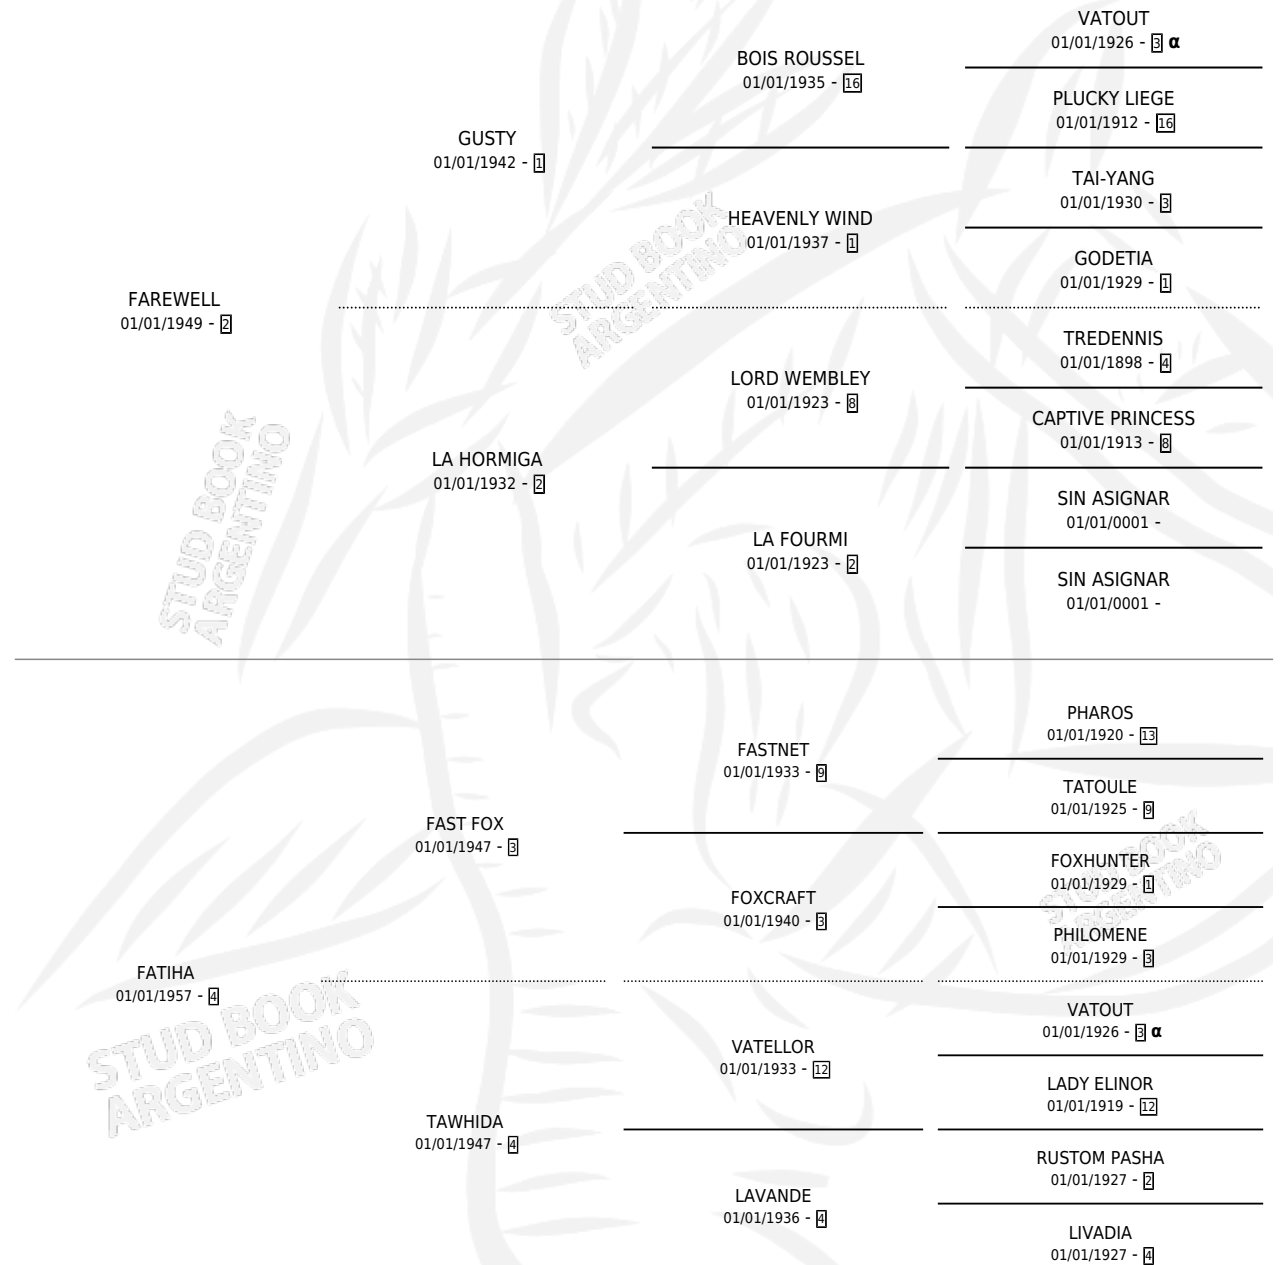 VATOUT
01/01/1926 - 3 α
BOIS ROUSSEL
01/01/1935 - 16
PLUCKY LIEGE
01/01/1912 - 16
GUSTY
01/01/1942 - 1
TAI-YANG
01/01/1930 - 3
HEAVENLY WIND
01/01/1937 - 1
GODETIA
01/01/1929 - 1
FAREWELL
01/01/1949 - 2
STUD BOOK
ARGENTINO
TREDENNIS
01/01/1898 - 4
LORD WEMBLEY
01/01/1923 - 8
CAPTIVE PRINCESS
01/01/1913 - 8
LA HORMIGA
01/01/1932 - 2
SIN ASIGNAR
01/01/0001 -
LA FOURMI
01/01/1923 - 2
SIN ASIGNAR
01/01/0001 -
STUD BOOK
ARGENTINO
PHAROS
01/01/1920 - 13
FASTNET
01/01/1933 - 9
TATOULE
01/01/1925 - 9
FAST FOX
01/01/1947 - 3
FOXHUNTER
01/01/1929 - 1
FOXCRAFT
01/01/1940 - 3
PHILOMENE
01/01/1929 - 3
STUD BOOK
ARGENTINO
FATIHA
01/01/1957 - 4
STUD BOOK
ARGENTINO
VATOUT
01/01/1926 - 3 α
VATELLOR
01/01/1933 - 12
LADY ELINOR
01/01/1919 - 12
TAWHIDA
01/01/1947 - 4
RUSTOM PASHA
01/01/1927 - 2
LAVANDE
01/01/1936 - 4
LIVADIA
01/01/1927 - 4